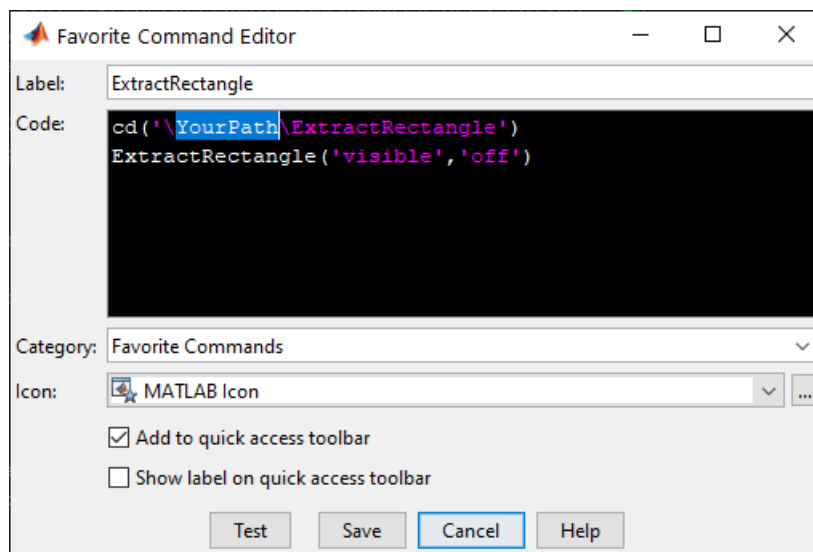 Favorite Command Editor
Label: ExtractRectangle
Code: cd('\YourPath\ExtractRectangle')
ExtractRectangle('visible','off')
Category: Favorite Commands
Icon: MATLAB Icon ...
Add to quick access toolbar
Show label on quick access toolbar
Test Save Cancel Help